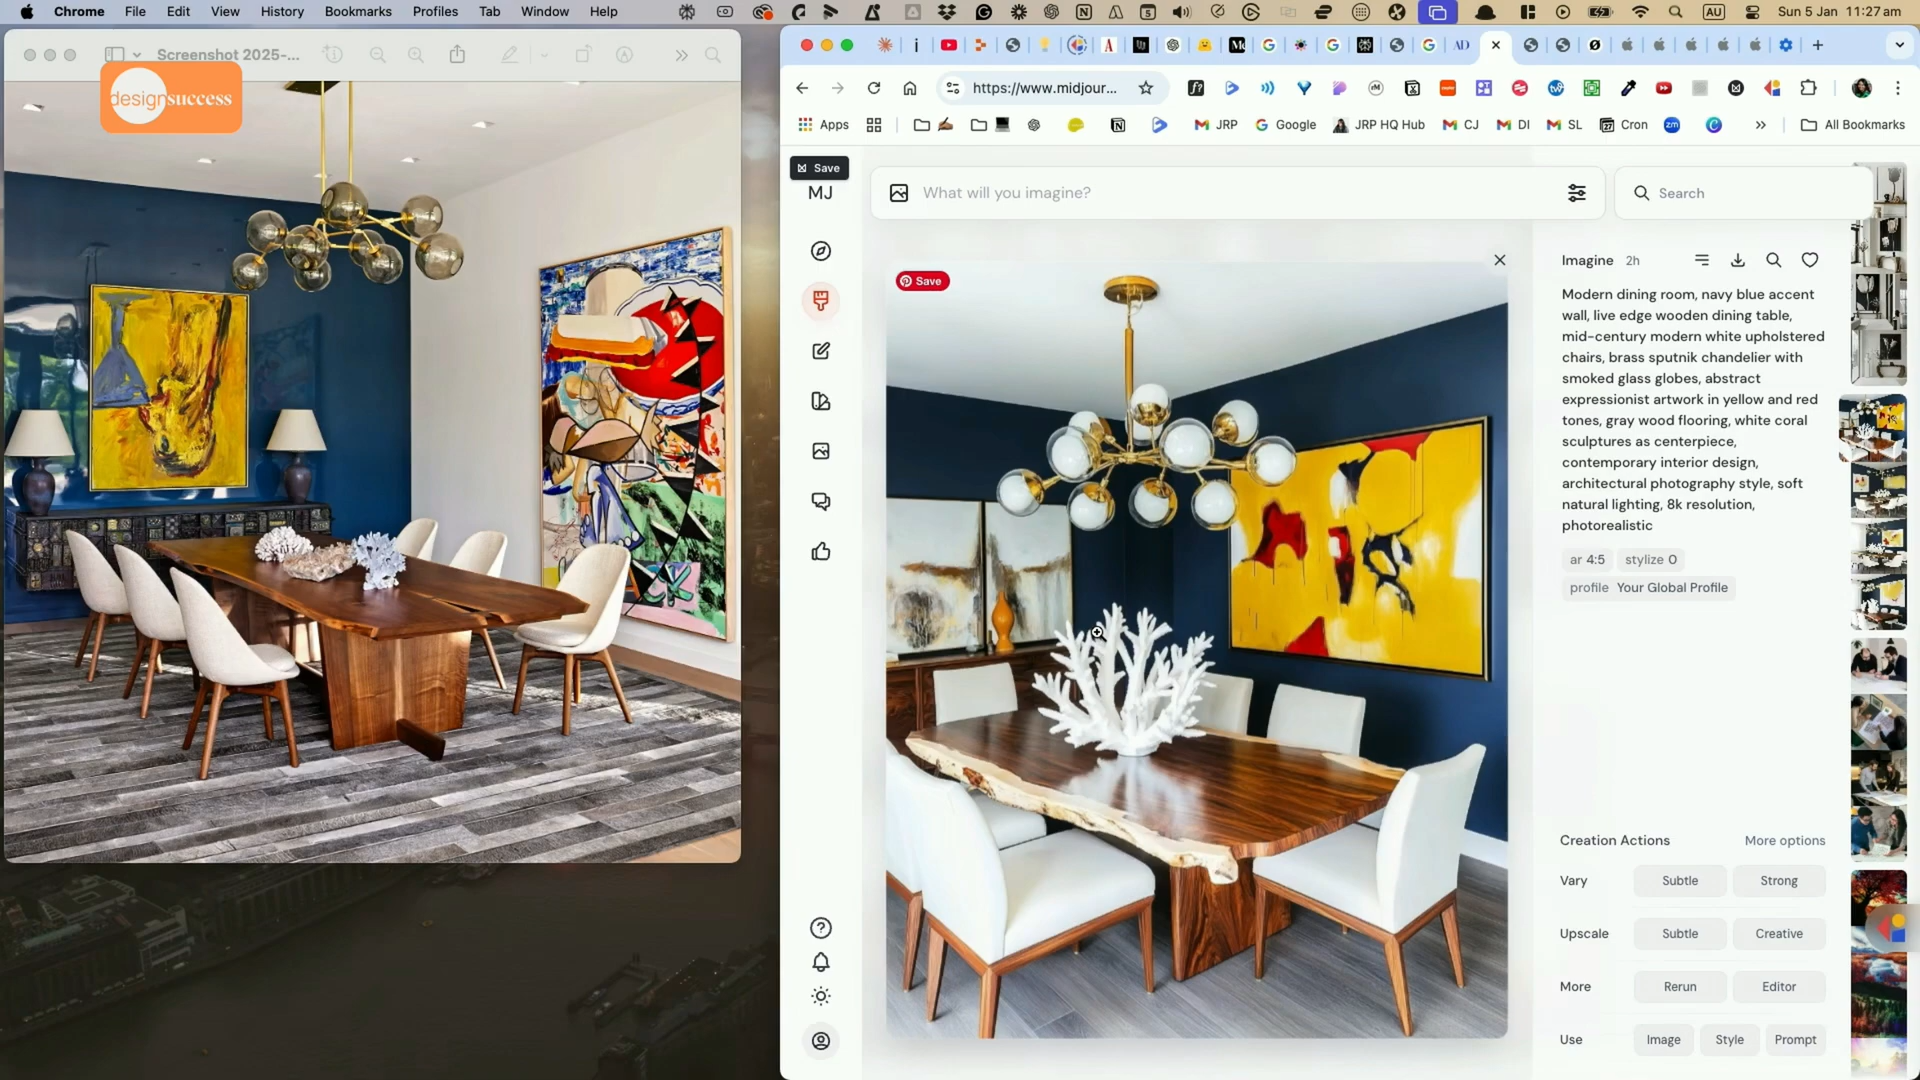 Chrome File Edit View History Bookmarks Profiles Tab Window Help
AU
Sun 5 Jan 11:27 am
Screenshot 2025-...
designsuccess
AD
https://www.midjour...
Apps
JRP
Google
JRP HQ Hub
CJ
DI
SL
Cron
All Bookmarks
Save
MJ
What will you imagine?
Search
Save
Imagine 2h
Modern dining room, navy blue accent
wall, live edge wooden dining table,
mid-century modern white upholstered
chairs, brass sputnik chandelier with
smoked glass globes, abstract
expressionist artwork in yellow and red
tones, gray wood flooring, white coral
sculptures as centerpiece,
contemporary interior design,
architectural photography style, soft
natural lighting, 8k resolution,
photorealistic
ar 4:5 stylize 0
profile Your Global Profile
Creation Actions More options
Vary Subtle Strong
Upscale Subtle Creative
More Rerun Editor
Use Image Style Prompt